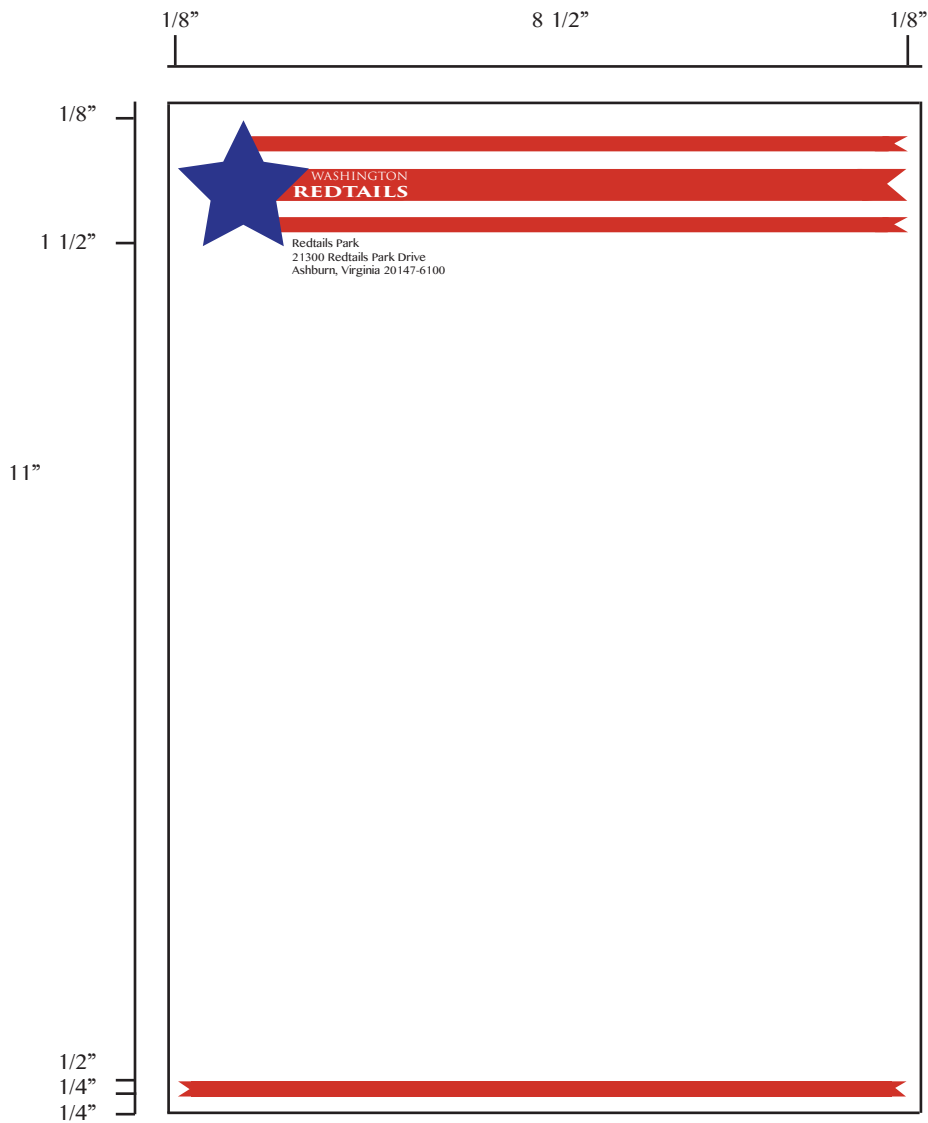 1/8” 8 1/2” 1/8”
1/8”
WASHINGTON
REDTAILS
1 1/2”
Redtails Park
21300 Redtails Park Drive
Ashburn, Virginia 20147-6100
11”
1/2”
1/4”
1/4”